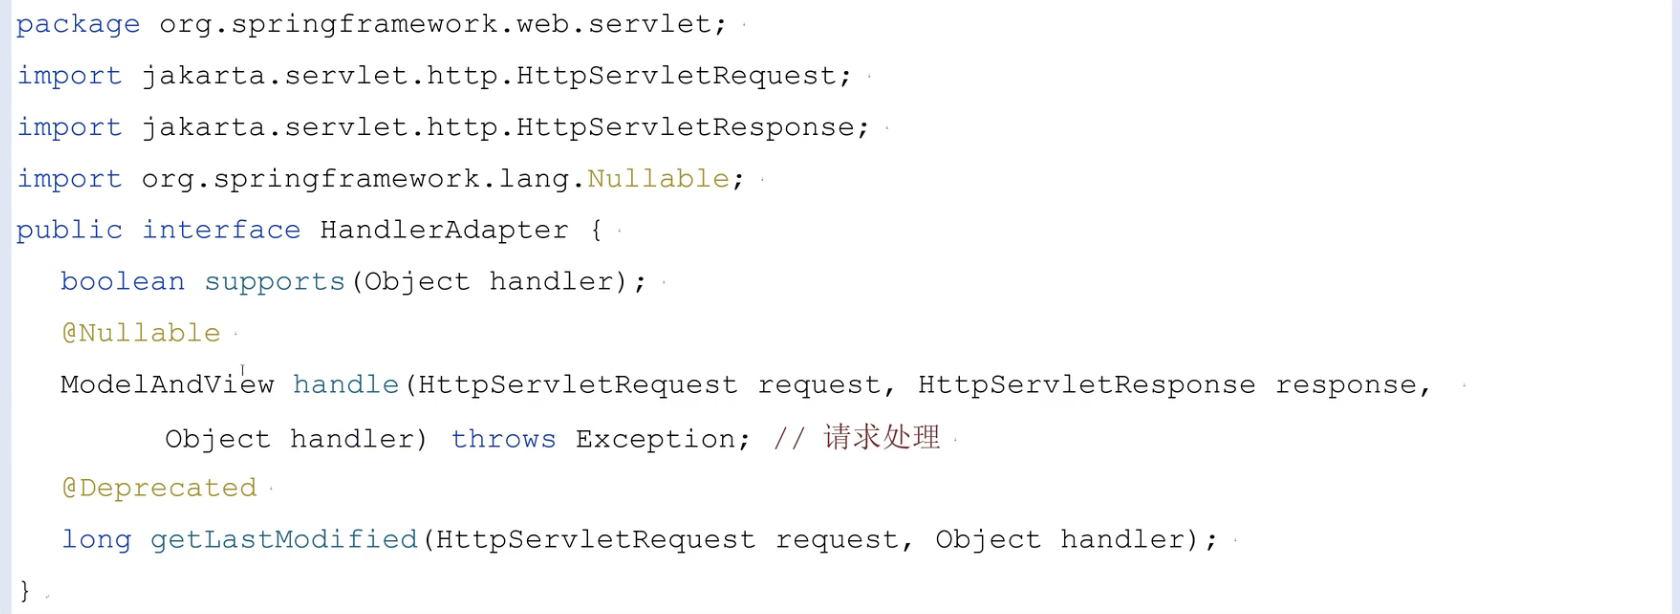 package org.springframework.web.servlet;
import jakarta.servlet.http.HttpServletRequest;
import jakarta.servlet.http.HttpServletResponse;
import org.springframework.lang.Nullable;
public interface HandlerAdapter {
boolean supports(Object handler);
@Nullable
ModelAndView handle(HttpServletRequest request, HttpServletResponse response,
Object handler) throws Exception; // 请求处理
@Deprecated
long getLastModified(HttpServletRequest request, Object handler);
}